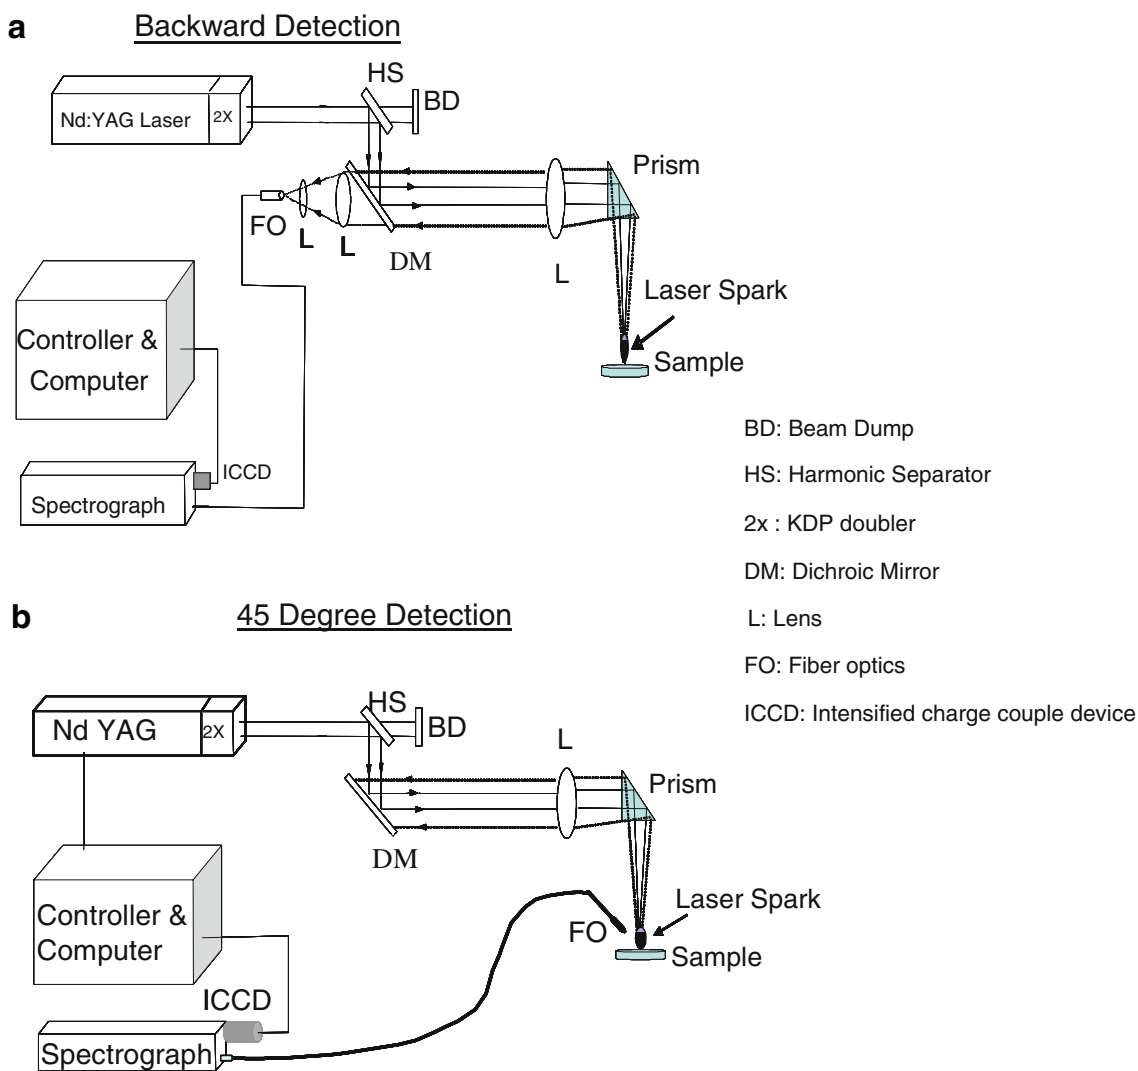 a
Backward Detection
HS
BD
Nd:YAG Laser
2X
Prism
FO
L
L
DM
L
Laser Spark
Sample
Controller &
Computer
ICCD
Spectrograph
BD: Beam Dump
HS: Harmonic Separator
2x : KDP doubler
DM: Dichroic Mirror
L: Lens
FO: Fiber optics
ICCD: Intensified charge couple device
b
45 Degree Detection
HS
BD
Nd YAG
2X
L
Prism
DM
Laser Spark
FO
Sample
Controller &
Computer
ICCD
Spectrograph